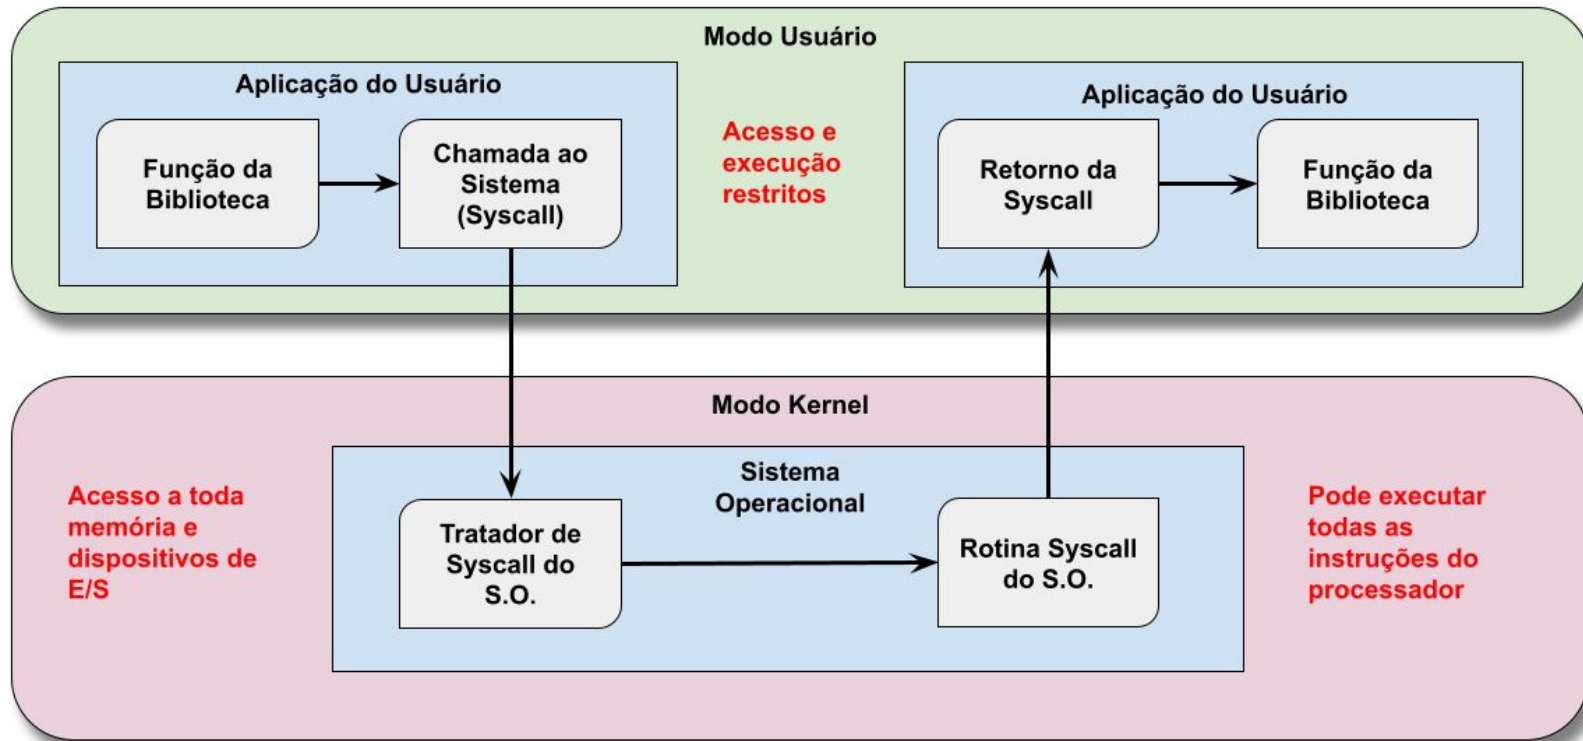 Modo Usuário
Aplicação do Usuário
Função da
Biblioteca
Chamada ao
Sistema
(Syscall)
Acesso e
execução
restritos
Aplicação do Usuário
Retorno da
Syscall
Função da
Biblioteca
Modo Kernel
Acesso a toda
memória e
dispositivos de
E/S
Sistema
Operacional
Tratador de
Syscall do
S.O.
Rotina Syscall
do S.O.
Pode executar
todas as
instruções do
processador